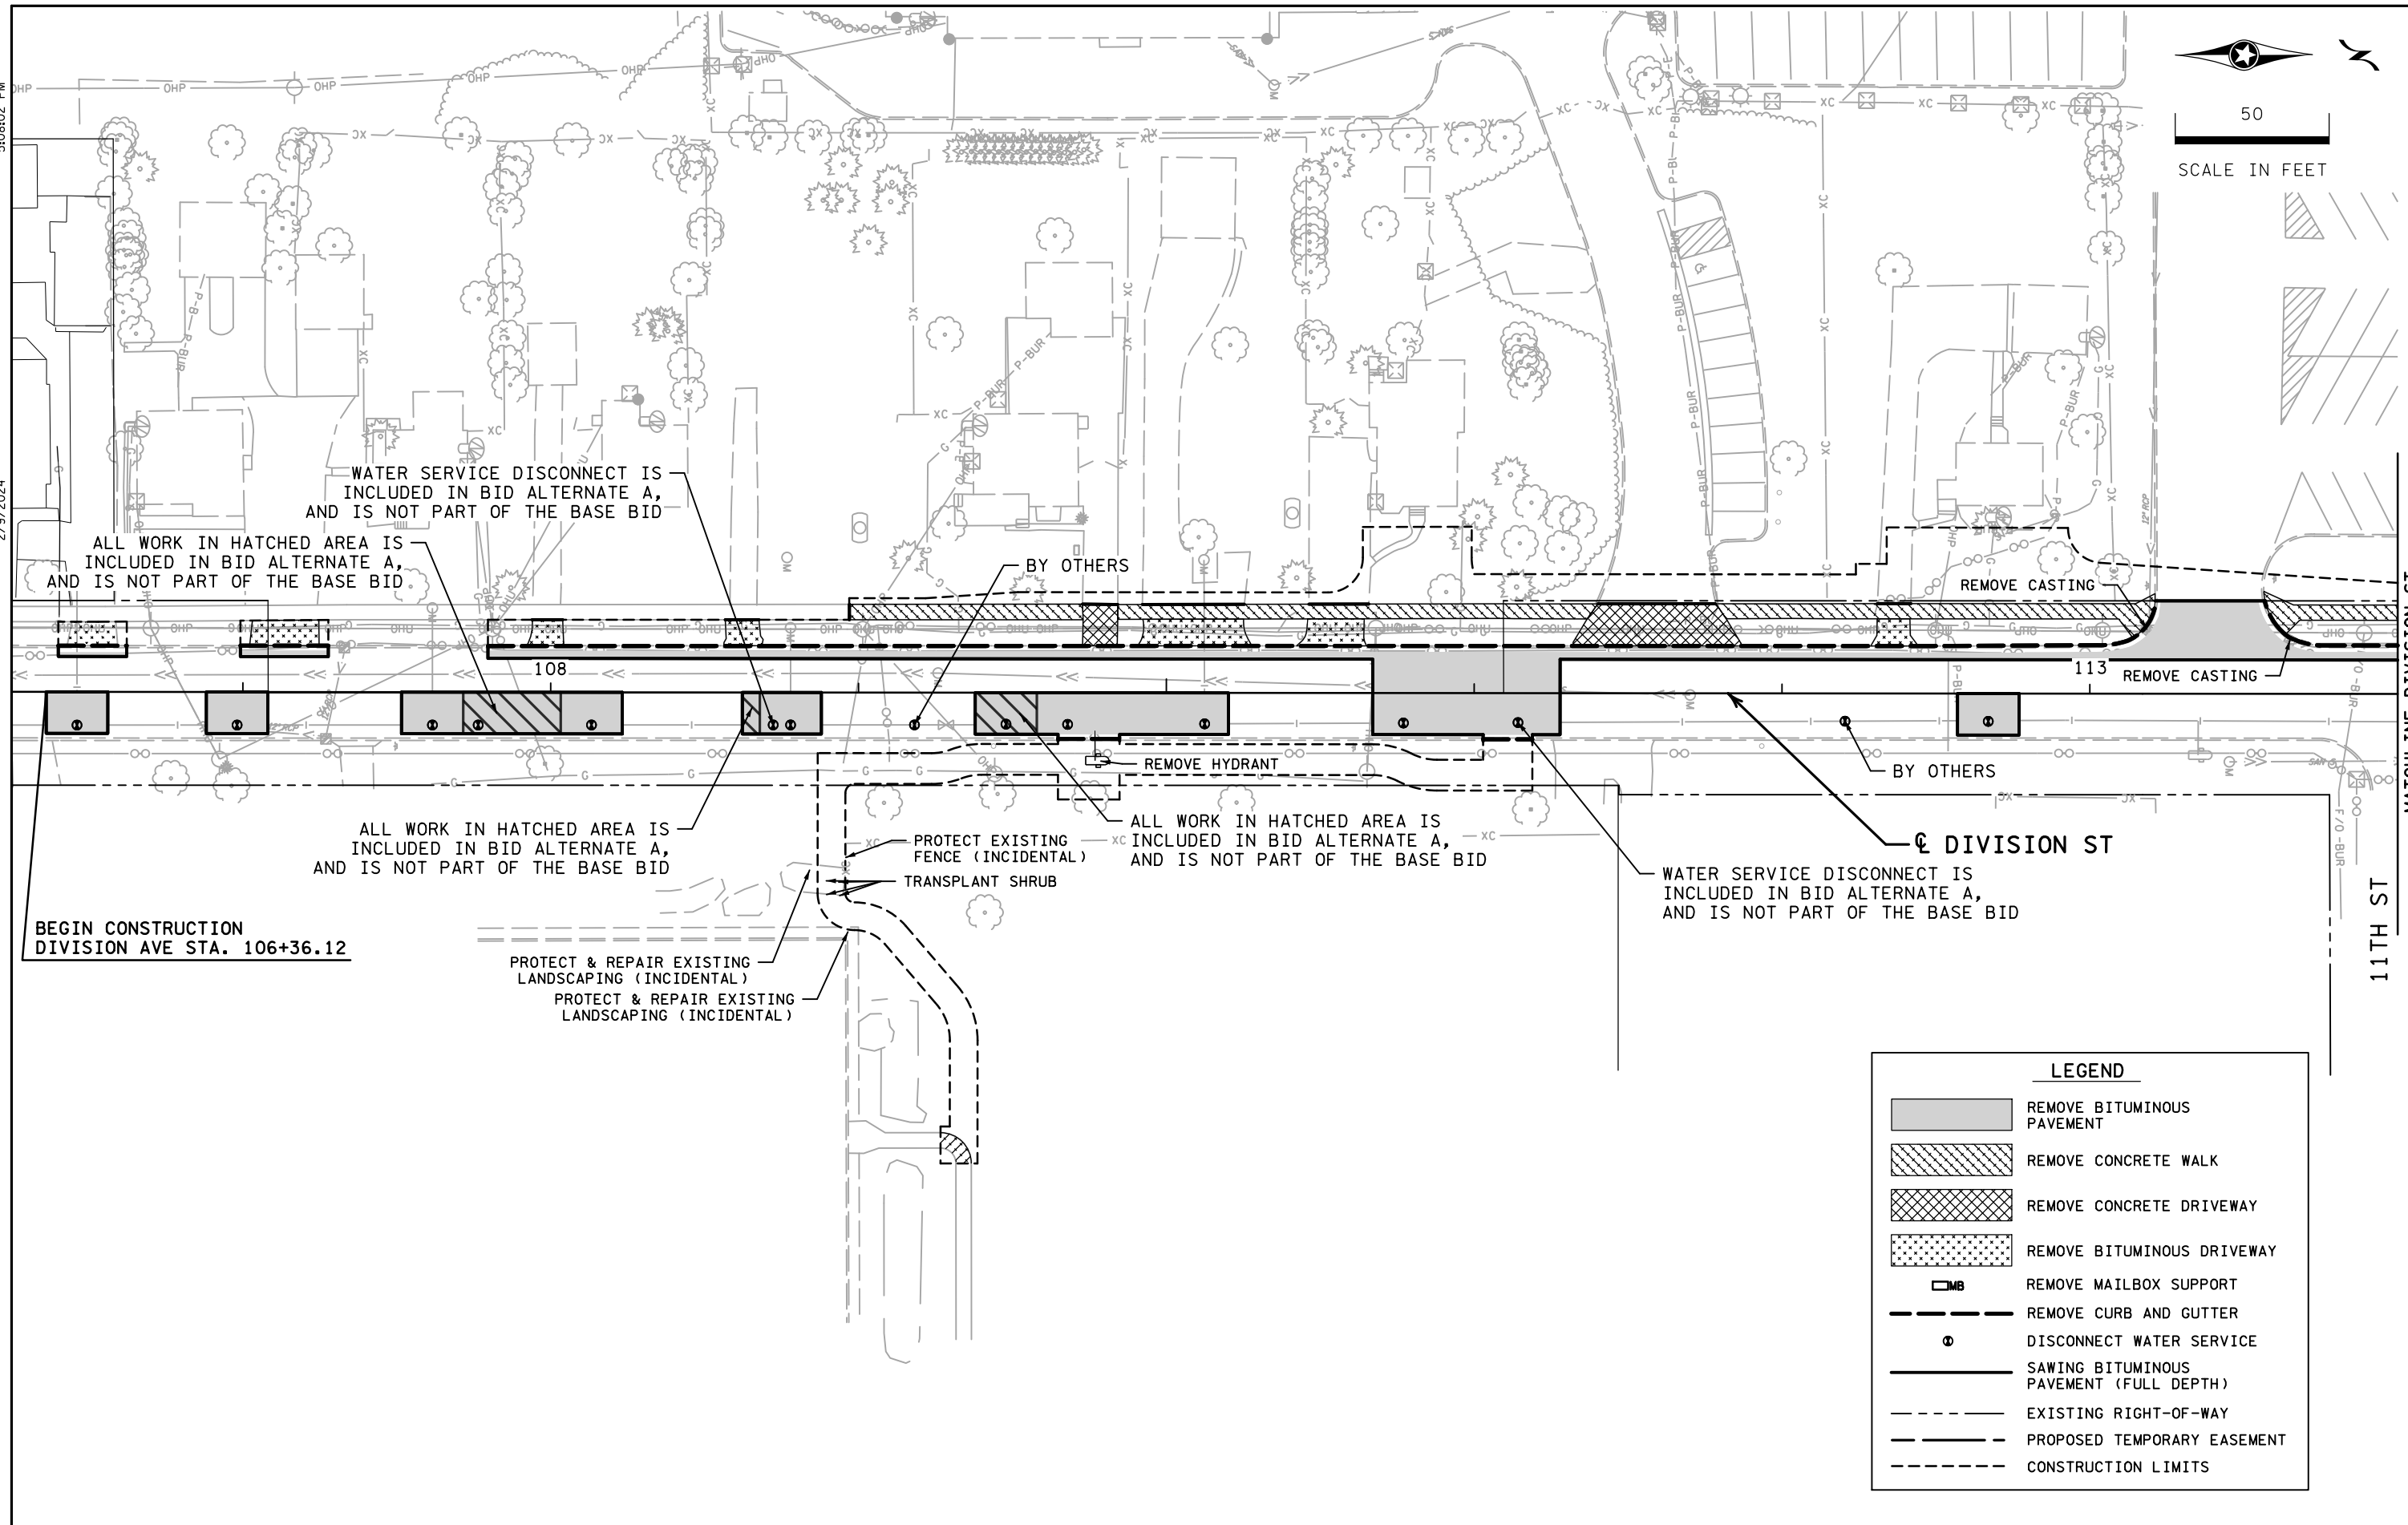 50
SCALE IN FEET
WATER SERVICE DISCONNECT IS
INCLUDED IN BID ALTERNATE A,
AND IS NOT PART OF THE BASE BID
ALL WORK IN HATCHED AREA IS
INCLUDED IN BID ALTERNATE A,
AND IS NOT PART OF THE BASE BID
BY OTHERS
REMOVE CASTING
12" RCP
108
113
REMOVE CASTING
REMOVE HYDRANT
BY OTHERS
ALL WORK IN HATCHED AREA IS
INCLUDED IN BID ALTERNATE A,
AND IS NOT PART OF THE BASE BID
PROTECT EXISTING
FENCE (INCIDENTAL)
TRANSPLANT SHRUB
ALL WORK IN HATCHED AREA IS
INCLUDED IN BID ALTERNATE A,
AND IS NOT PART OF THE BASE BID
℄ DIVISION ST
WATER SERVICE DISCONNECT IS
INCLUDED IN BID ALTERNATE A,
AND IS NOT PART OF THE BASE BID
BEGIN CONSTRUCTION
DIVISION AVE STA. 106+36.12
PROTECT & REPAIR EXISTING
LANDSCAPING (INCIDENTAL)
PROTECT & REPAIR EXISTING
LANDSCAPING (INCIDENTAL)
11TH ST
LEGEND
REMOVE BITUMINOUS
PAVEMENT
REMOVE CONCRETE WALK
REMOVE CONCRETE DRIVEWAY
REMOVE BITUMINOUS DRIVEWAY
MB REMOVE MAILBOX SUPPORT
REMOVE CURB AND GUTTER
DISCONNECT WATER SERVICE
SAWING BITUMINOUS
PAVEMENT (FULL DEPTH)
EXISTING RIGHT-OF-WAY
PROPOSED TEMPORARY EASEMENT
CONSTRUCTION LIMITS